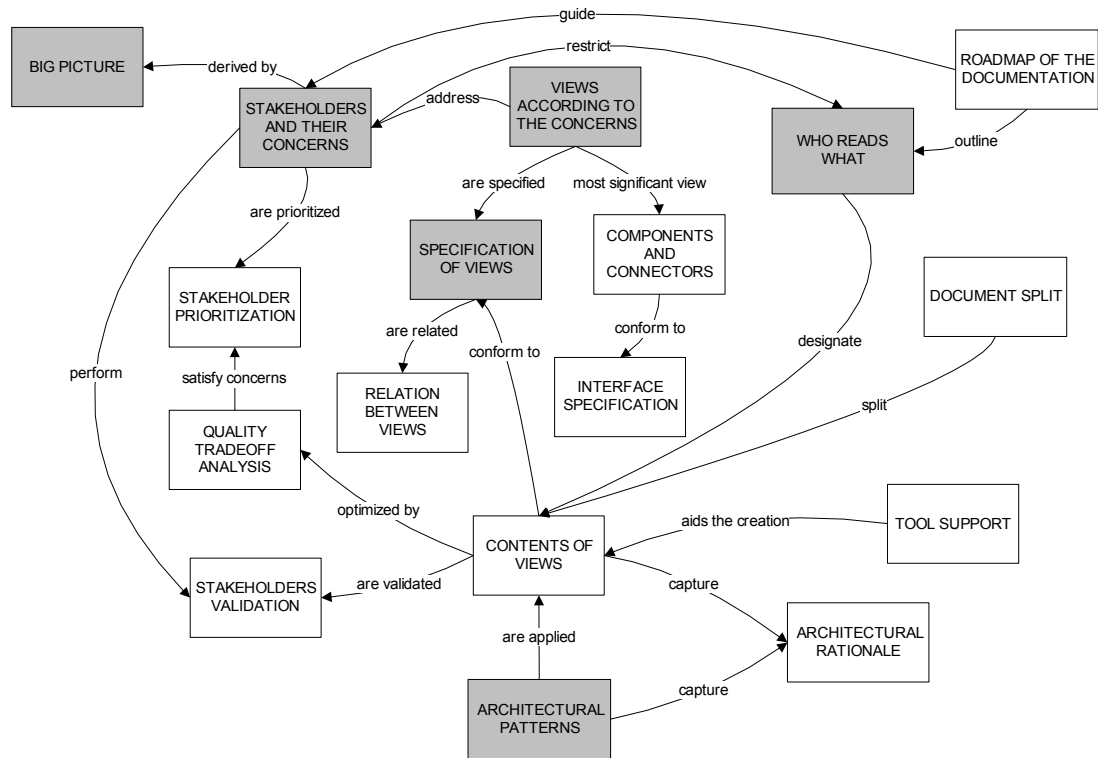 guide
restrict
BIG PICTURE
derived by
ROADMAP OF THE
DOCUMENTATION
STAKEHOLDERS
AND THEIR
CONCERNS
address
VIEWS
ACCORDING TO
THE CONCERNS
WHO READS
WHAT
outline
are prioritized
are specified
most significant view
SPECIFICATION
OF VIEWS
COMPONENTS
AND
CONNECTORS
STAKEHOLDER
PRIORITIZATION
DOCUMENT SPLIT
are related
conform to
conform to
designate
perform
satisfy concerns
RELATION
BETWEEN
VIEWS
INTERFACE
SPECIFICATION
split
QUALITY
TRADEOFF
ANALYSIS
optimized by
aids the creation
TOOL SUPPORT
CONTENTS OF
VIEWS
STAKEHOLDERS
VALIDATION
are validated
capture
are applied
ARCHITECTURAL
RATIONALE
capture
ARCHITECTURAL
PATTERNS